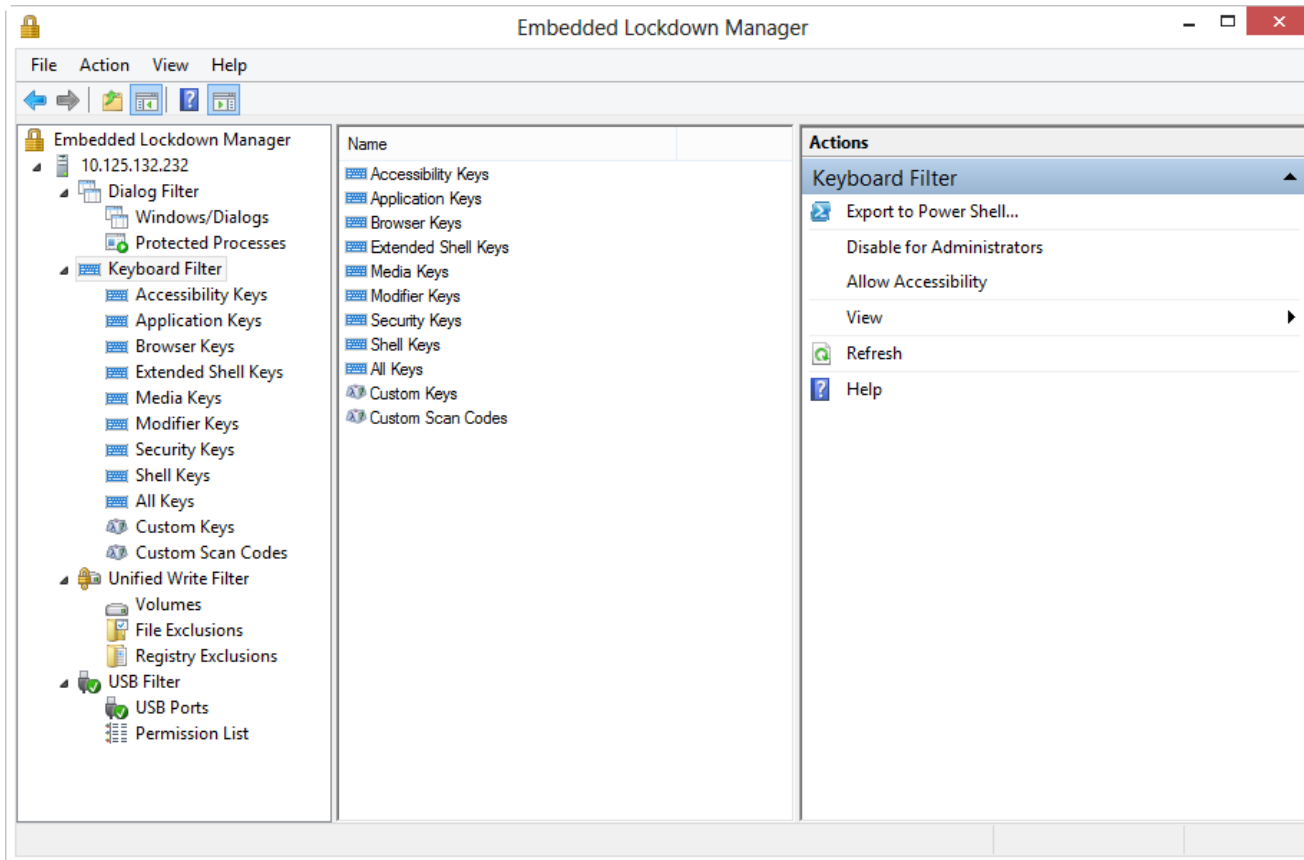 Embedded Lockdown Manager
File Action View Help
Embedded Lockdown Manager
10.125.132.232
Dialog Filter
Windows/Dialogs
Protected Processes
Keyboard Filter
Accessibility Keys
Application Keys
Browser Keys
Extended Shell Keys
Media Keys
Modifier Keys
Security Keys
Shell Keys
All Keys
Custom Keys
Custom Scan Codes
Unified Write Filter
Volumes
File Exclusions
Registry Exclusions
USB Filter
USB Ports
Permission List
Name
Accessibility Keys
Application Keys
Browser Keys
Extended Shell Keys
Media Keys
Modifier Keys
Security Keys
Shell Keys
All Keys
Custom Keys
Custom Scan Codes
Actions
Keyboard Filter
Export to Power Shell...
Disable for Administrators
Allow Accessibility
View
Refresh
Help